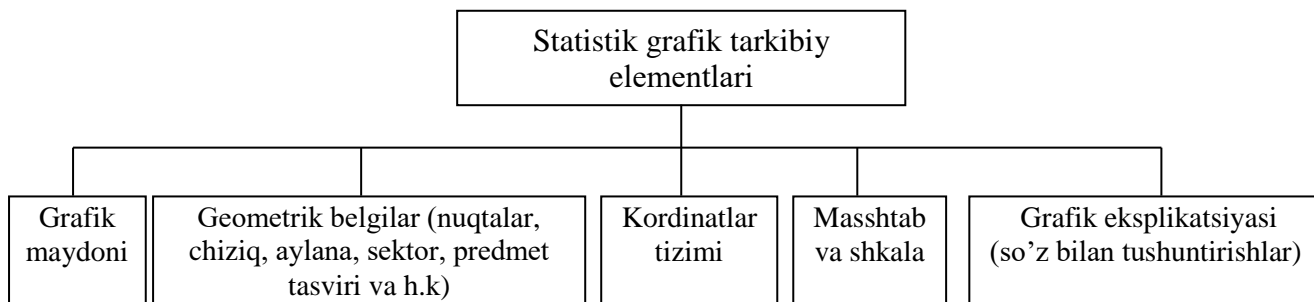 Statistik grafik tarkibiy
elementlari
Grafik
maydoni
Geometrik belgilar (nuqtalar,
chiziq, aylana, sektor, predmet
tasviri va h.k)
Kordinatlar
tizimi
Masshtab
va shkala
Grafik eksplikatsiyasi
(so’z bilan tushuntirishlar)